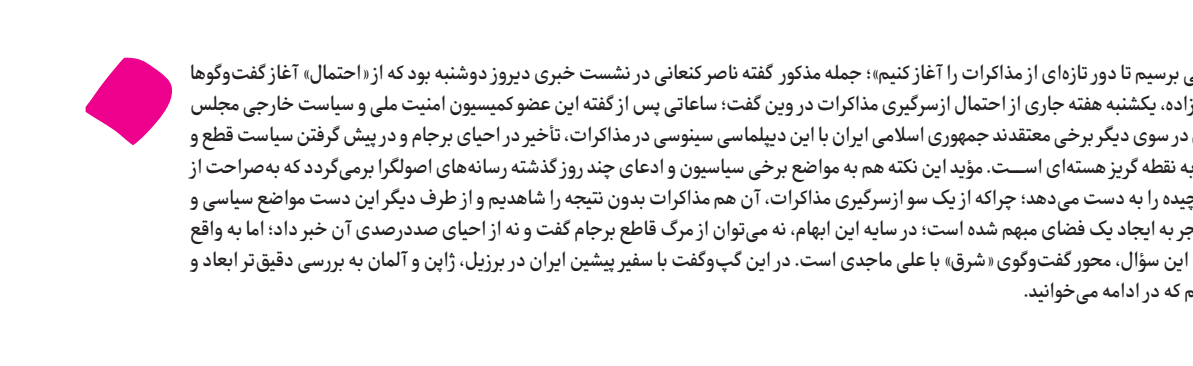 برسیم تا دور تازه‌ای از مذاکرات را آغاز کنیم»؛ جمله مذکور گفته ناصر کنعانی در نشست خبری دیروز دوشنبه بود که از «احتمال» آغاز گفت‌وگوها
زاده، یکشنبه هفته جاری از احتمال ازسرگیری مذاکرات در وین گفت؛ ساعاتی پس از گفته این عضو کمیسیون امنیت ملی و سیاست خارجی مجلس
در سوی دیگر برخی معتقدند جمهوری اسلامی ایران با این دیپلماسی سینوسی در مذاکرات، تأخیر در احیای برجام و در پیش گرفتن سیاست قطع و
به نقطه گریز هسته‌ای اســت. مؤید این نکته هم به مواضع برخی سیاسیون و ادعای چند روز گذشته رسانه‌های اصولگرا برمی‌گردد که به‌صراحت از
چیده را به دست می‌دهد؛ چراکه از یک سو ازسرگیری مذاکرات، آن هم مذاکرات بدون نتیجه را شاهدیم و از طرف دیگر این دست مواضع سیاسی و
جر به ایجاد یک فضای مبهم شده است؛ در سایه این ابهام، نه می‌توان از مرگ قاطع برجام گفت و نه از احیای صددرصدی آن خبر داد؛ اما به واقع
این سؤال، محور گفت‌وگوی «شرق» با علی ماجدی است. در این گپ‌وگفت با سفیر پیشین ایران در برزیل، ژاپن و آلمان به بررسی دقیق‌تر ابعاد و
م که در ادامه می‌خوانید.